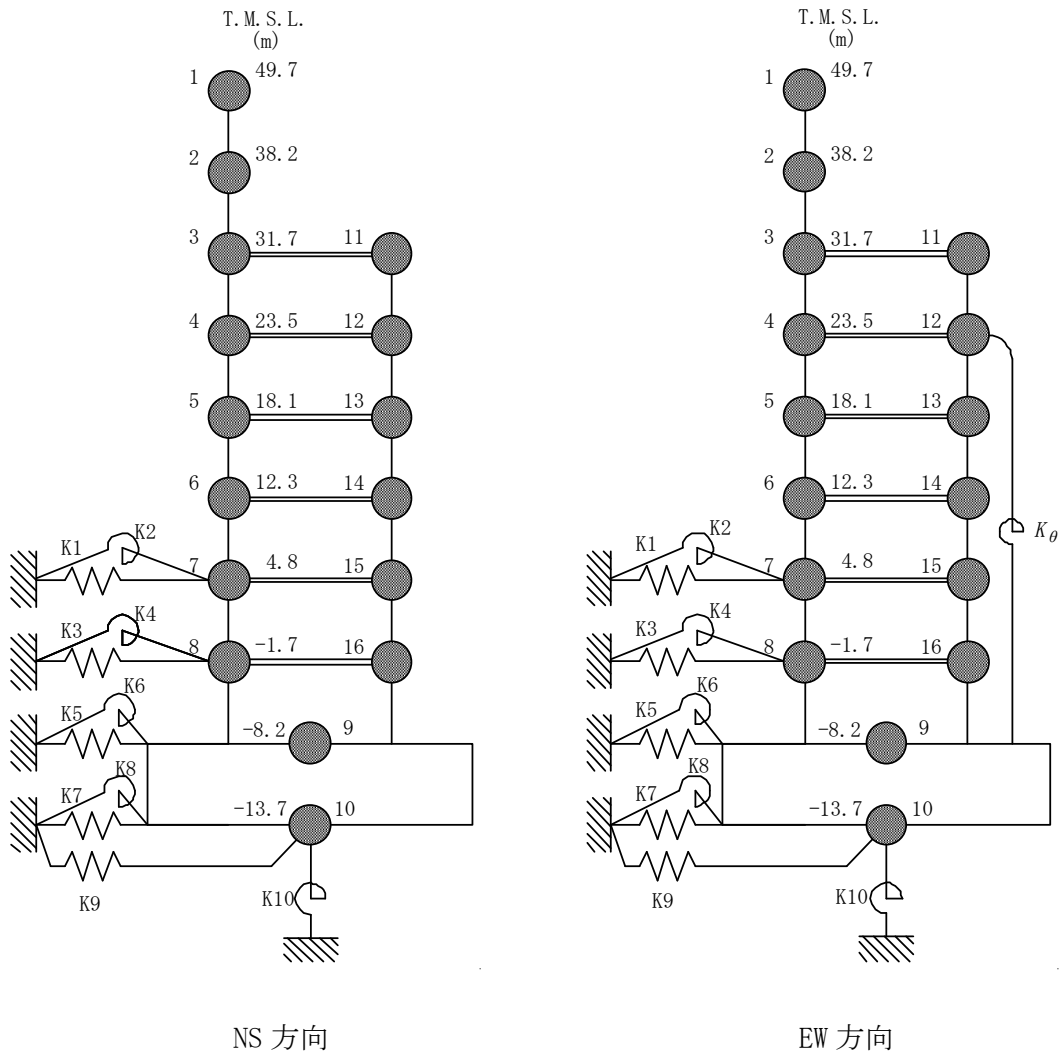 T.M.S.L.
(m)
1 49.7
2 38.2
3 31.7 11
4 23.5 12
5 18.1 13
6 12.3 14
K1 K2 7 4.8 15
K3 K4 8 -1.7 16
K5 K6 -8.2 9
K7 K8 -13.7 10
K9 K10
NS 方向
T.M.S.L.
(m)
1 49.7
2 38.2
3 31.7 11
4 23.5 12
5 18.1 13
6 12.3 14
Kθ
K1 K2 7 4.8 15
K3 K4 8 -1.7 16
K5 K6 -8.2 9
K7 K8 -13.7 10
K9 K10
EW 方向